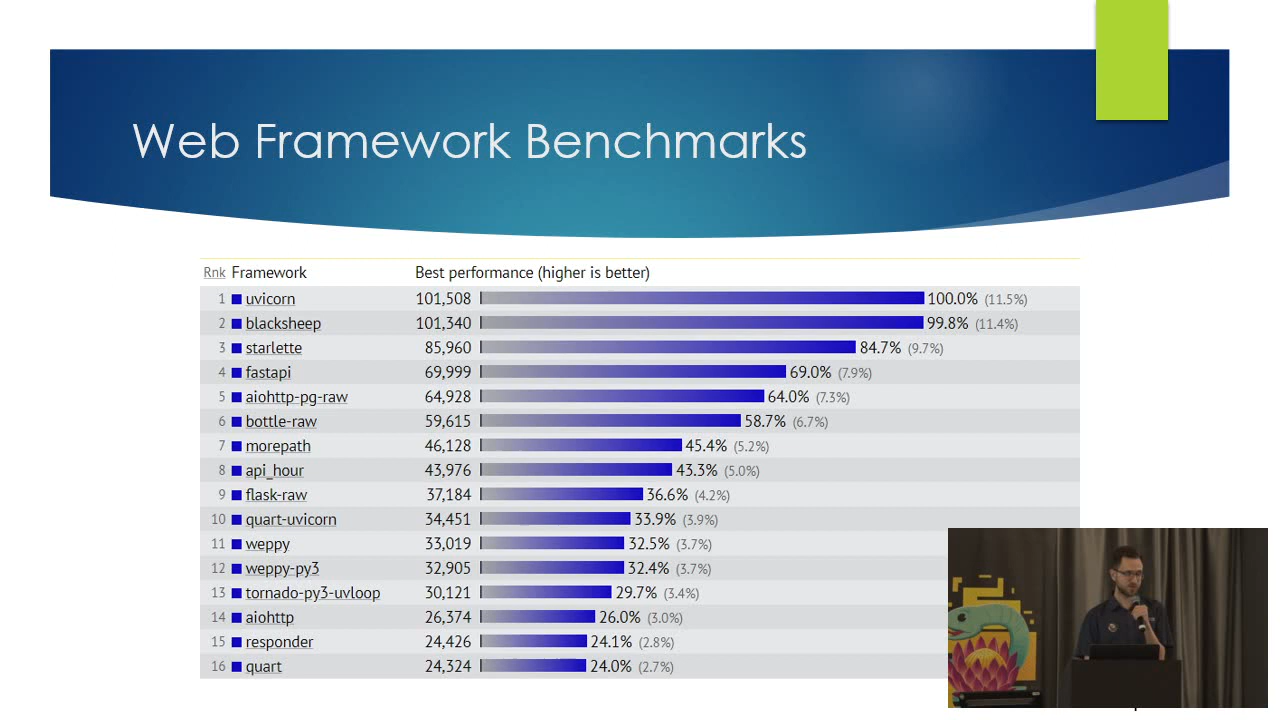 Web Framework Benchmarks
Rnk Framework Best performance (higher is better)
1 uvicorn 101,508 100.0% (11.5%)
2 blacksheep 101,340 99.8% (11.4%)
3 starlette 85,960 84.7% (9.7%)
4 fastapi 69,999 69.0% (7.9%)
5 aiohttp-pg-raw 64,928 64.0% (7.3%)
6 bottle-raw 59,615 58.7% (6.7%)
7 morepath 46,128 45.4% (5.2%)
8 api_hour 43,976 43.3% (5.0%)
9 flask-raw 37,184 36.6% (4.2%)
10 quart-uvicorn 34,451 33.9% (3.9%)
11 weppy 33,019 32.5% (3.7%)
12 weppy-py3 32,905 32.4% (3.7%)
13 tornado-py3-uvloop 30,121 29.7% (3.4%)
14 aiohttp 26,374 26.0% (3.0%)
15 responder 24,426 24.1% (2.8%)
16 quart 24,324 24.0% (2.7%)